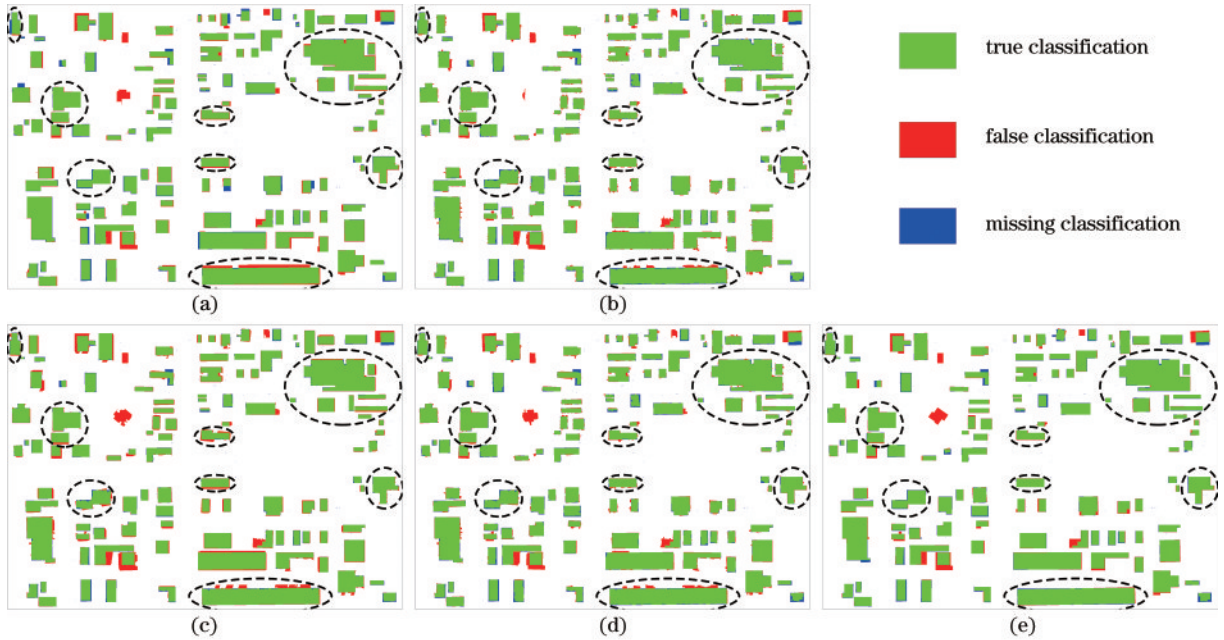 true classification
false classification
missing classification
(a)
(b)
(c)
(d)
(e)